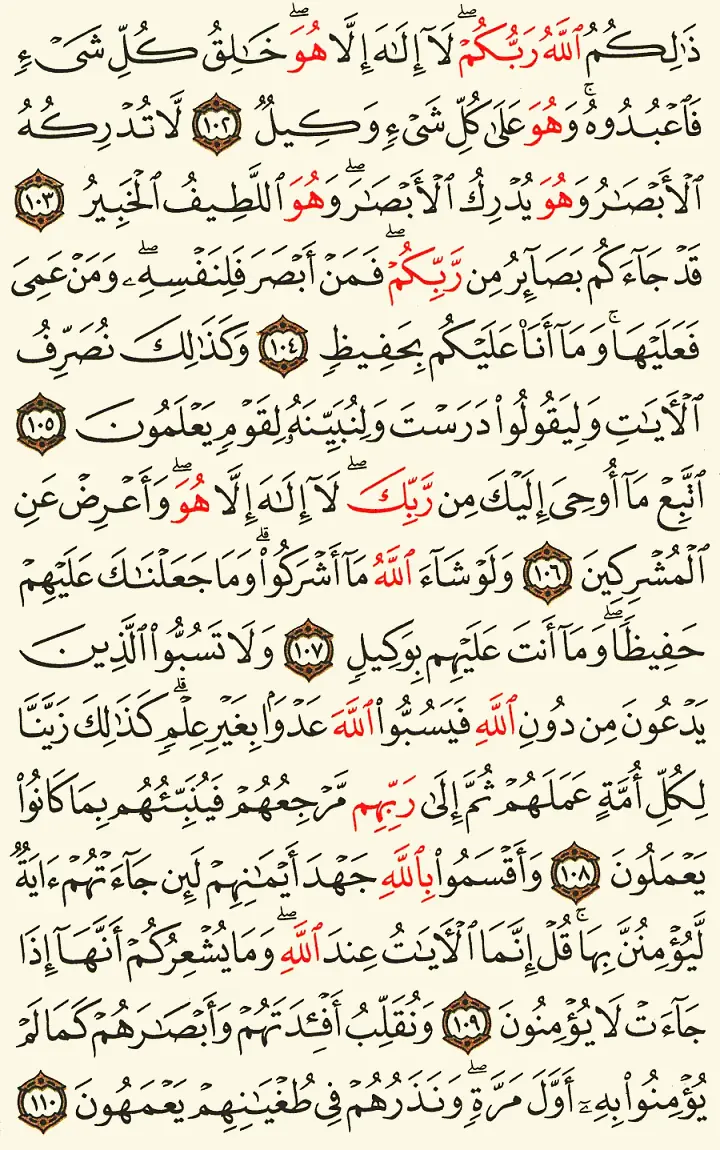 ذَٰلِكُمُ ٱللَّهُ رَبُّكُمْۖ لَآ إِلَٰهَ إِلَّا هُوَۖ خَٰلِقُ كُلِّ شَىْءٍ
فَٱعْبُدُوهُۚ وَهُوَ عَلَىٰ كُلِّ شَىْءٍ وَكِيلٌ ١٠٢ لَّا تُدْرِكُهُ
ٱلْأَبْصَٰرُ وَهُوَ يُدْرِكُ ٱلْأَبْصَٰرَۖ وَهُوَ ٱللَّطِيفُ ٱلْخَبِيرُ ١٠٣
قَدْ جَآءَكُم بَصَآئِرُ مِن رَّبِّكُمْۖ فَمَنْ أَبْصَرَ فَلِنَفْسِهِۦۖ وَمَنْ عَمِىَ
فَعَلَيْهَاۚ وَمَآ أَنَا۠ عَلَيْكُم بِحَفِيظٍ ١٠٤ وَكَذَٰلِكَ نُصَرِّفُ
ٱلْأَيَٰتِ وَلِيَقُولُوا۟ دَرَسْتَ وَلِنُبَيِّنَهُۥ لِقَوْمٍ يَعْلَمُونَ ١٠٥
ٱتَّبِعْ مَآ أُوحِىَ إِلَيْكَ مِن رَّبِّكَۖ لَآ إِلَٰهَ إِلَّا هُوَۖ وَأَعْرِضْ عَنِ
ٱلْمُشْرِكِينَ ١٠٦ وَلَوْ شَآءَ ٱللَّهُ مَآ أَشْرَكُوا۟ۗ وَمَا جَعَلْنَٰكَ عَلَيْهِمْ
حَفِيظًاۖ وَمَآ أَنتَ عَلَيْهِم بِوَكِيلٍ ١٠٧ وَلَا تَسُبُّوا۟ ٱلَّذِينَ
يَدْعُونَ مِن دُونِ ٱللَّهِ فَيَسُبُّوا۟ ٱللَّهَ عَدْوًۢا بِغَيْرِ عِلْمٍۗ كَذَٰلِكَ زَيَّنَّا
لِكُلِّ أُمَّةٍ عَمَلَهُمْ ثُمَّ إِلَىٰ رَبِّهِم مَّرْجِعُهُمْ فَيُنَبِّئُهُم بِمَا كَانُوا۟
يَعْمَلُونَ ١٠٨ وَأَقْسَمُوا۟ بِٱللَّهِ جَهْدَ أَيْمَٰنِهِمْ لَئِن جَآءَتْهُمْ ءَايَةٌ
لَّيُؤْمِنُنَّ بِهَاۚ قُلْ إِنَّمَا ٱلْأَيَٰتُ عِندَ ٱللَّهِۖ وَمَا يُشْعِرُكُمْ أَنَّهَآ إِذَا
جَآءَتْ لَا يُؤْمِنُونَ ١٠٩ وَنُقَلِّبُ أَفْـِٔدَتَهُمْ وَأَبْصَٰرَهُمْ كَمَا لَمْ
يُؤْمِنُوا۟ بِهِۦٓ أَوَّلَ مَرَّةٍۖ وَنَذَرُهُمْ فِى طُغْيَٰنِهِمْ يَعْمَهُونَ ١١٠